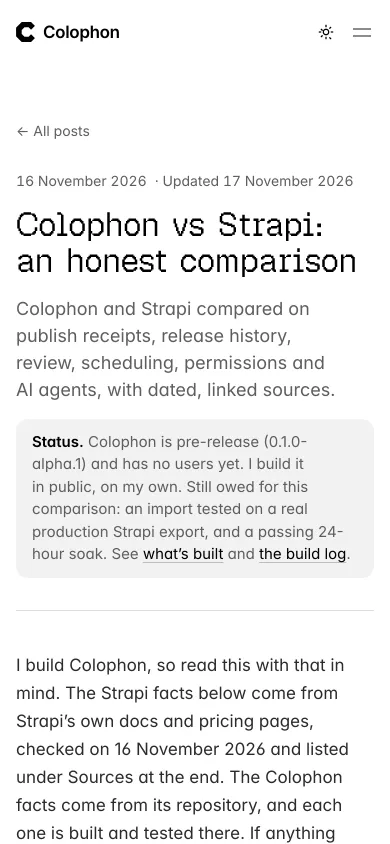 Colophon
← All posts
16 November 2026 · Updated 17 November 2026
Colophon vs Strapi:
an honest comparison
Colophon and Strapi compared on
publish receipts, release history,
review, scheduling, permissions and
AI agents, with dated, linked sources.
Status. Colophon is pre-release (0.1.0-
alpha.1) and has no users yet. I build it
in public, on my own. Still owed for this
comparison: an import tested on a real
production Strapi export, and a passing 24-
hour soak. See what’s built and the build log.
I build Colophon, so read this with that in
mind. The Strapi facts below come from
Strapi’s own docs and pricing pages,
checked on 16 November 2026 and listed
under Sources at the end. The Colophon
facts come from its repository, and each
one is built and tested there. If anything